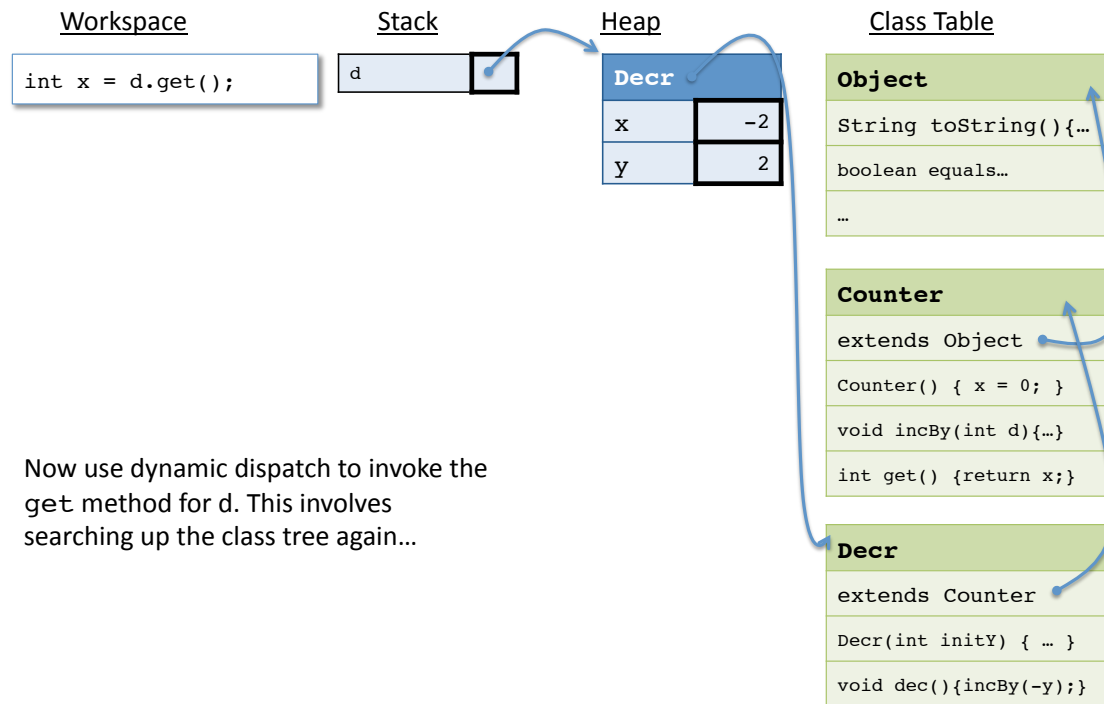 Workspace
Stack
Heap
Class Table
int x = d.get();
d
Decr
x -2
y 2
Object
String toString(){…
boolean equals…
…
Counter
extends Object
Counter() { x = 0; }
void incBy(int d){…}
int get() {return x;}
Decr
extends Counter
Decr(int initY) { … }
void dec(){incBy(-y);}
Now use dynamic dispatch to invoke the
get method for d. This involves
searching up the class tree again…